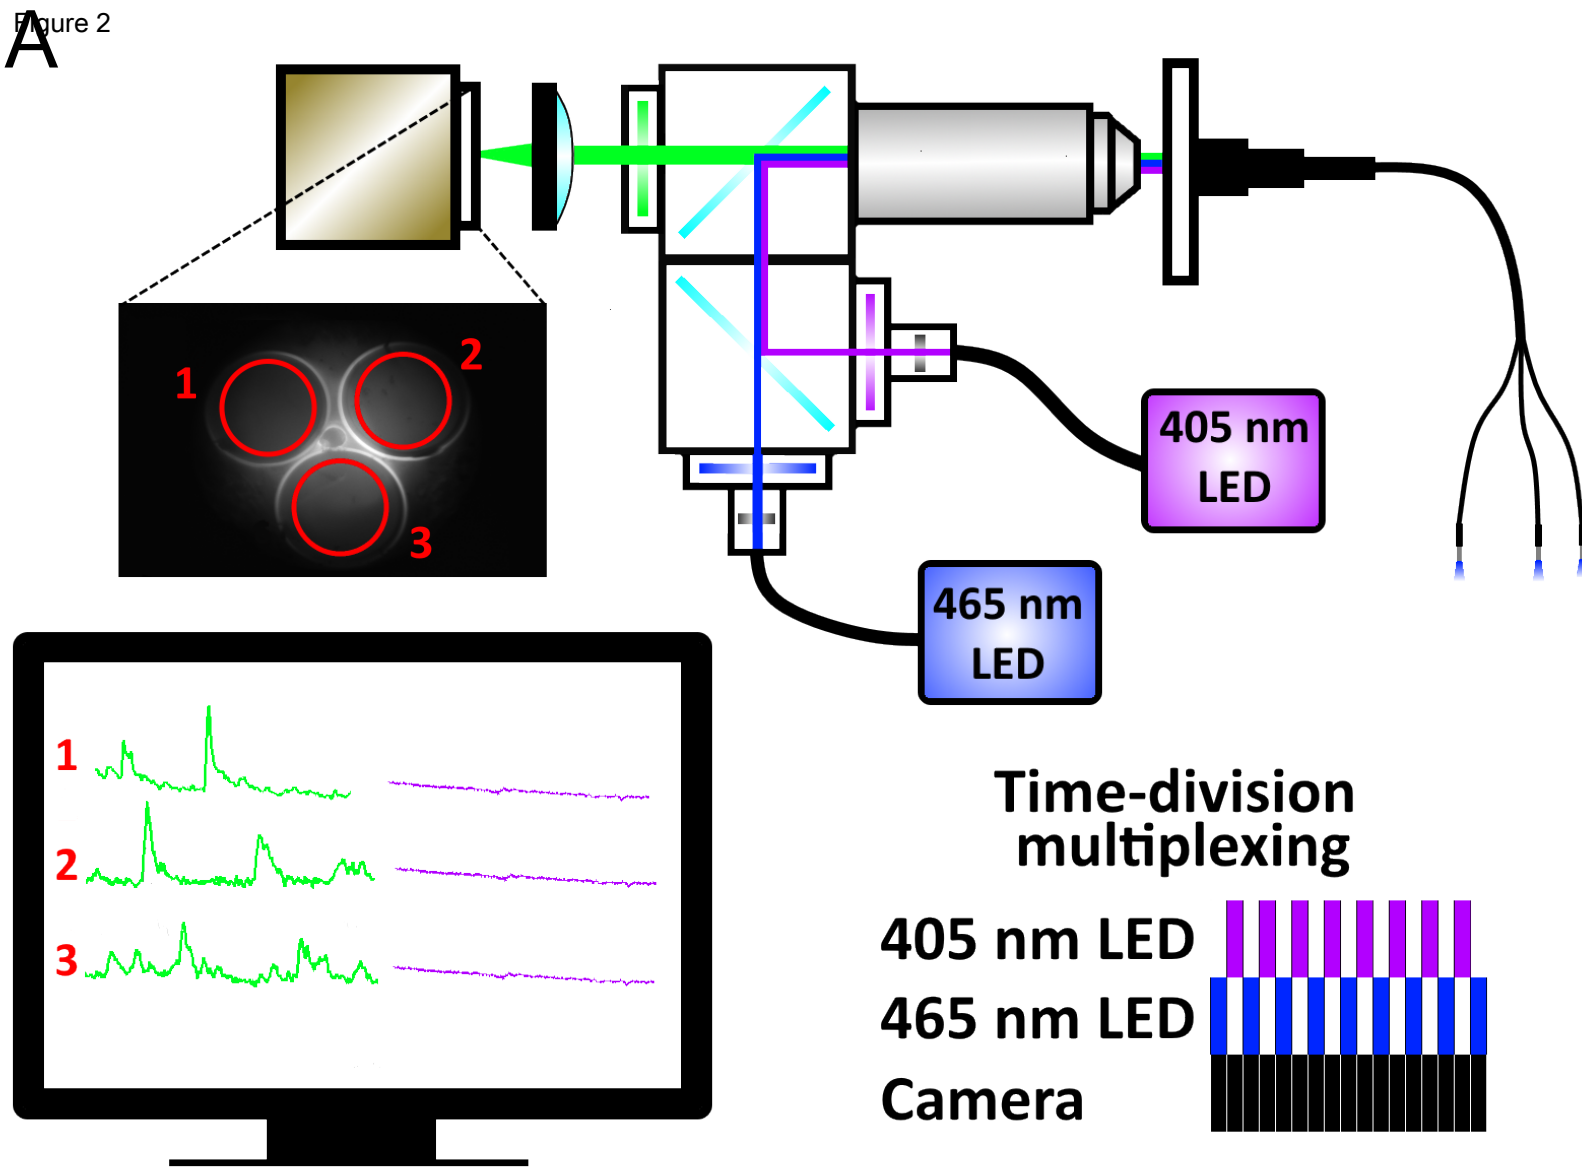 Figure 2
A
1
2
3
405 nm
LED
465 nm
LED
1
2
3
Time-division
multiplexing
405 nm LED
465 nm LED
Camera